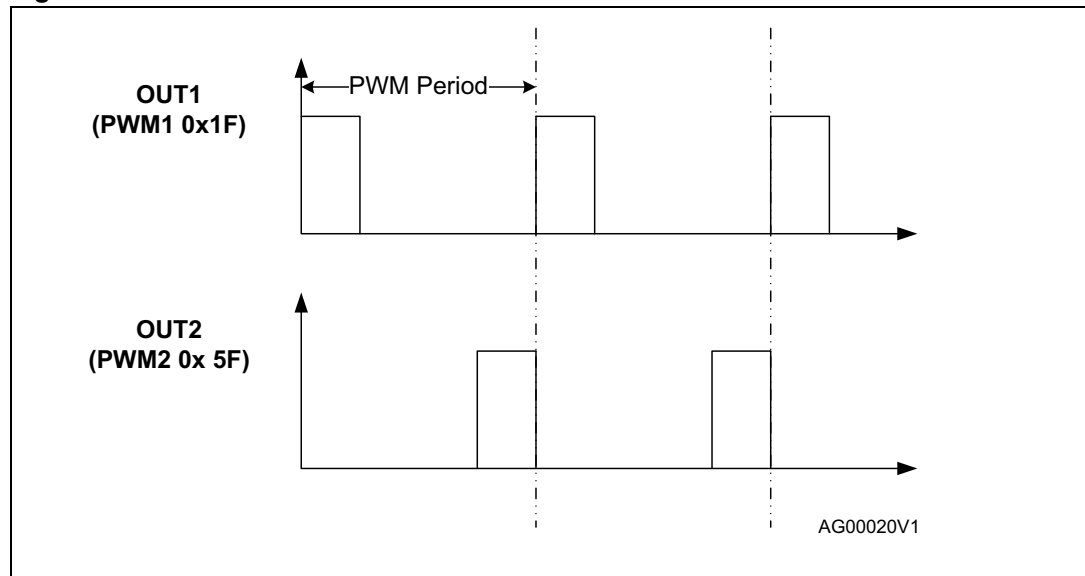 PWM Period
OUT1
(PWM1 0x1F)
OUT2
(PWM2 0x 5F)
AG00020V1